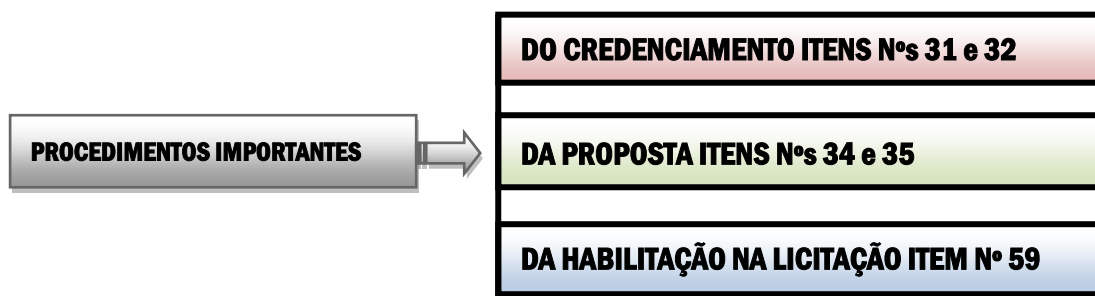 DO CREDENCIAMENTO ITENS Nºs 31 e 32
PROCEDIMENTOS IMPORTANTES
DA PROPOSTA ITENS Nºs 34 e 35
DA HABILITAÇÃO NA LICITAÇÃO ITEM Nº 59